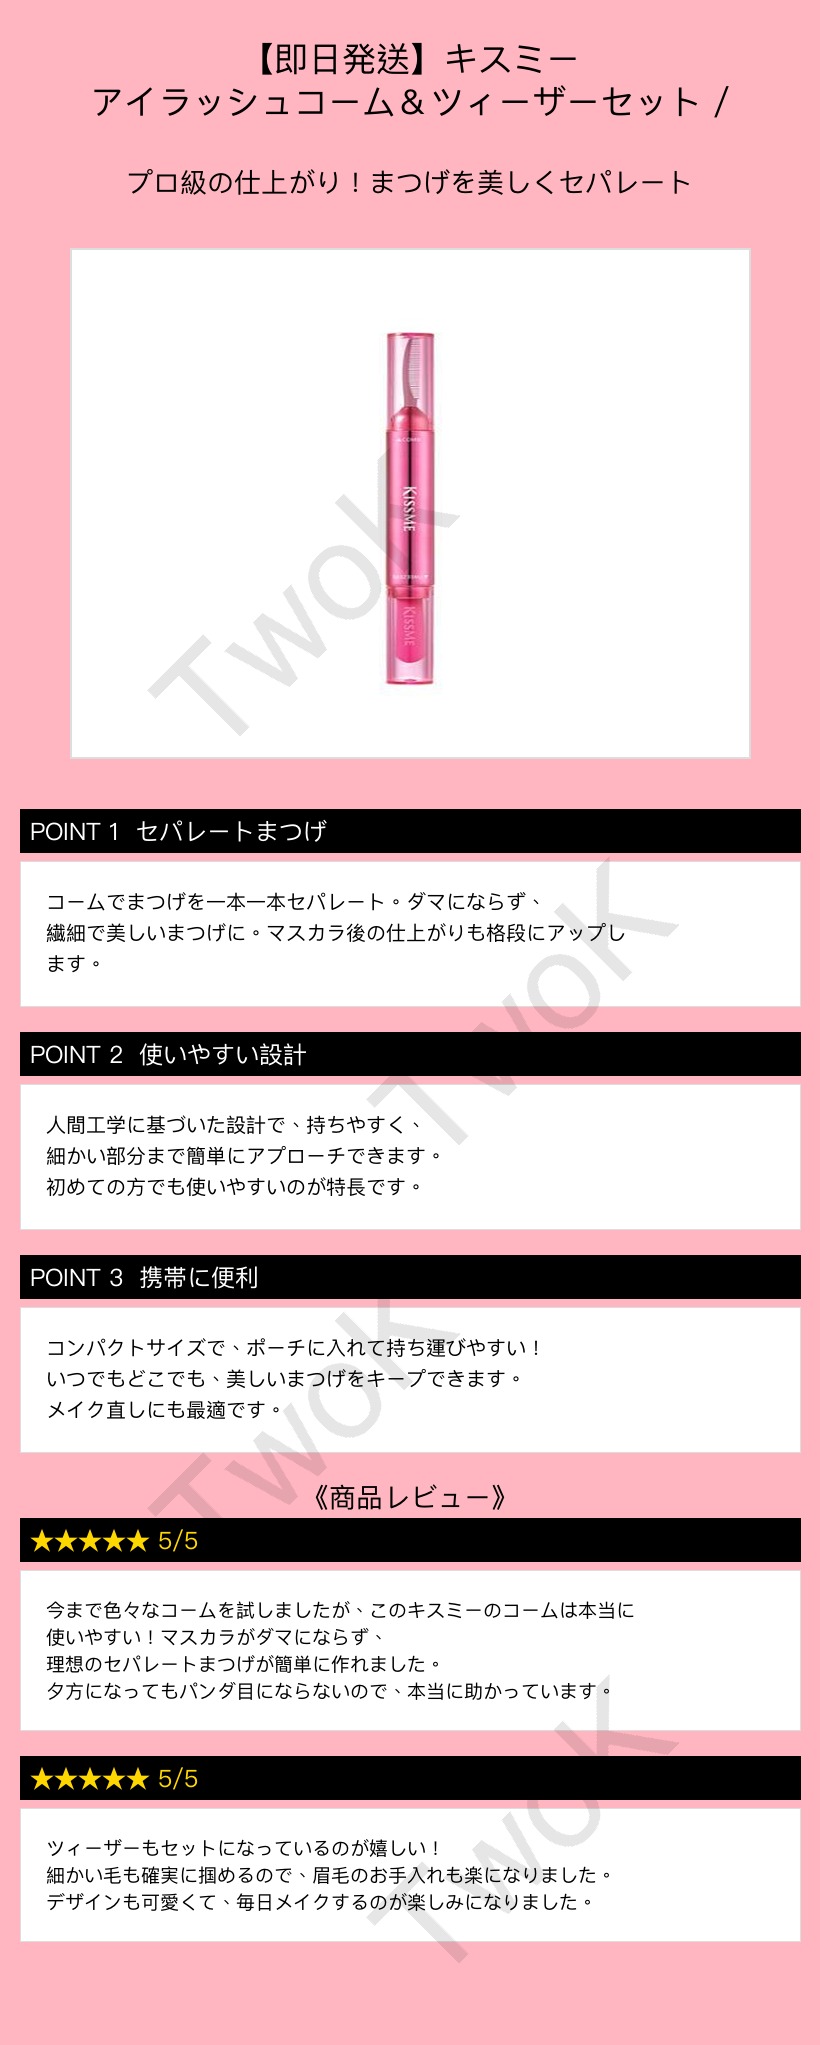 【即日発送】キスミー
アイラッシュコーム＆ツィーザーセット /
プロ級の仕上がり！まつげを美しくセパレート
KISSME
KISSME
TwoK
POINT 1 セパレートまつげ
コームでまつげを一本一本セパレート。ダマにならず、
繊細で美しいまつげに。マスカラ後の仕上がりも格段にアップし
ます。
TwoK
POINT 2 使いやすい設計
人間工学に基づいた設計で、持ちやすく、
細かい部分まで簡単にアプローチできます。
初めての方でも使いやすいのが特長です。
POINT 3 携帯に便利
コンパクトサイズで、ポーチに入れて持ち運びやすい！
いつでもどこでも、美しいまつげをキープできます。
メイク直しにも最適です。
TwoK
《商品レビュー》
★★★★★ 5/5
今まで色々なコームを試しましたが、このキスミーのコームは本当に
使いやすい！マスカラがダマにならず、
理想のセパレートまつげが簡単に作れました。
夕方になってもパンダ目にならないので、本当に助かっています。
★★★★★ 5/5
ツィーザーもセットになっているのが嬉しい！
細かい毛も確実に掴めるので、眉毛のお手入れも楽になりました。
デザインも可愛くて、毎日メイクするのが楽しみになりました。
TwoK